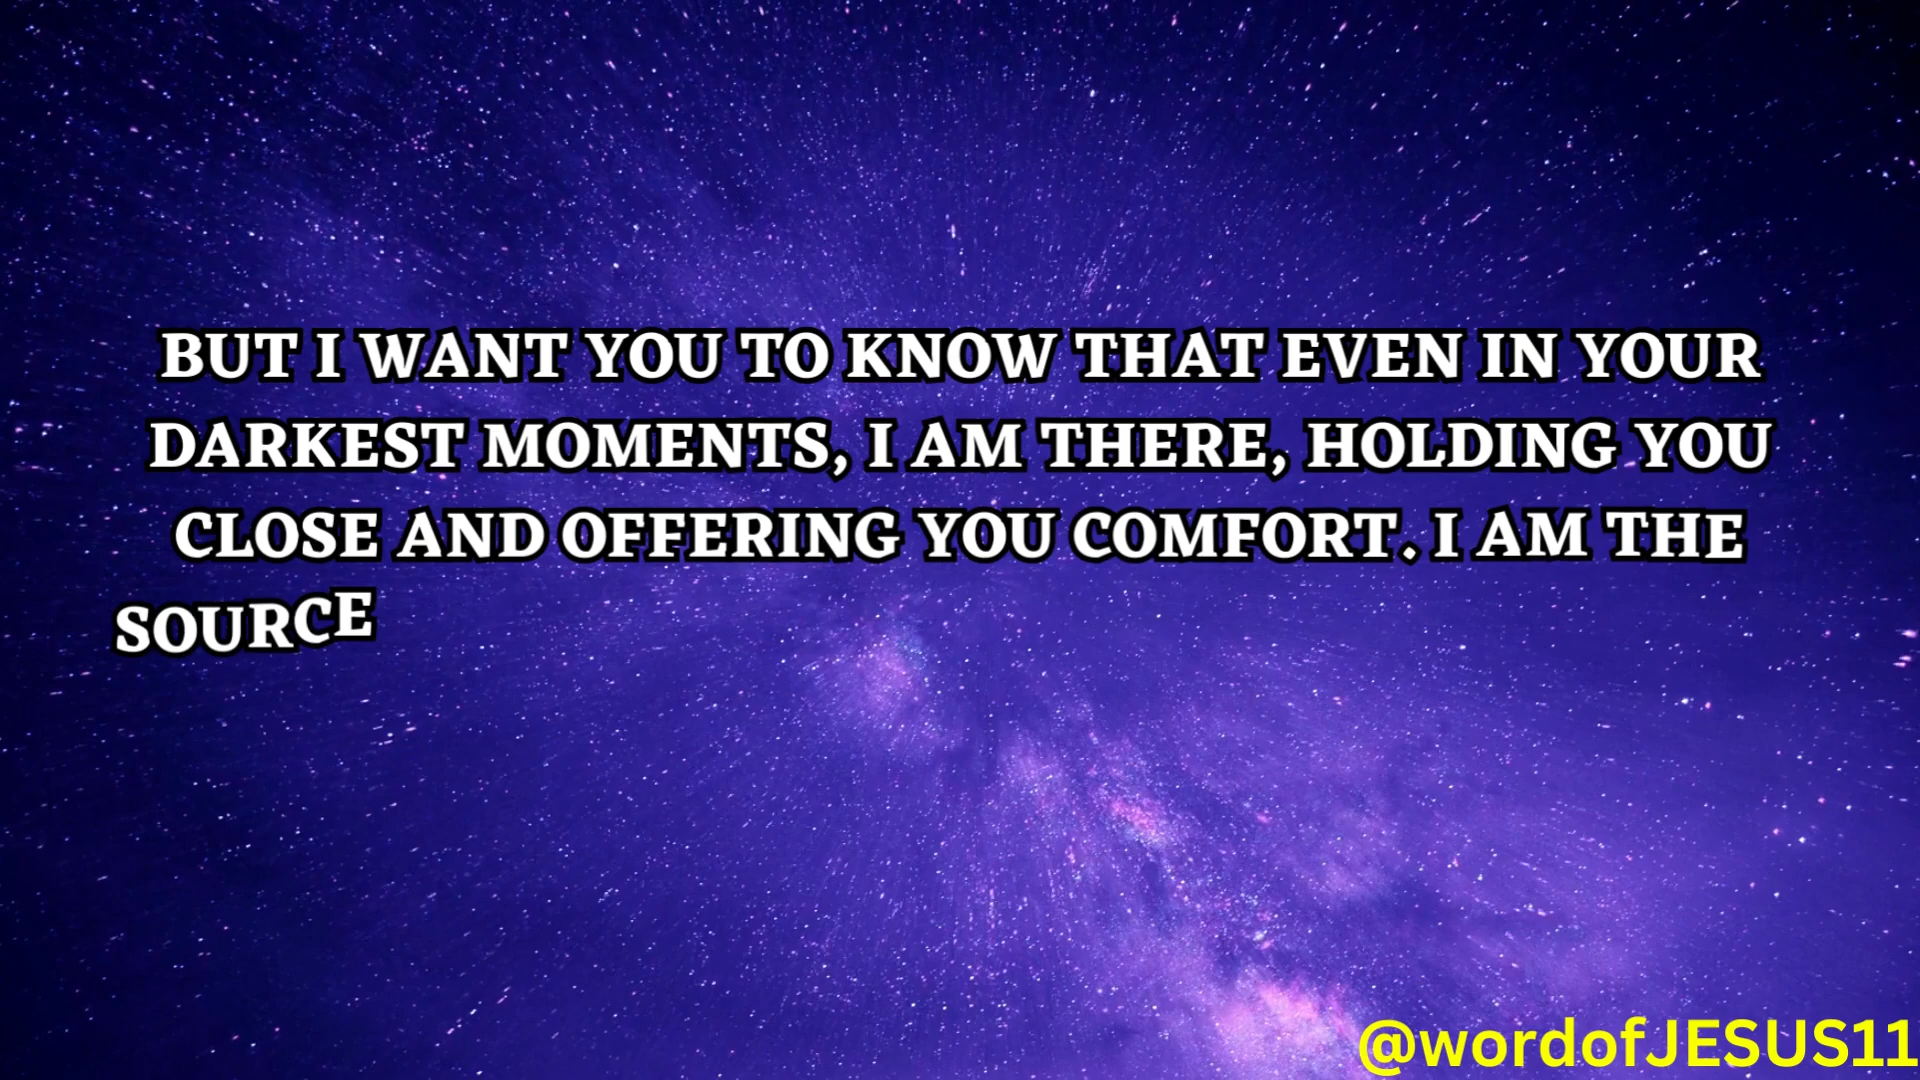 BUT I WANT YOU TO KNOW THAT EVEN IN YOUR
DARKEST MOMENTS, I AM THERE, HOLDING YOU
CLOSE AND OFFERING YOU COMFORT. I AM THE
SOURCE
@wordofJESUS11